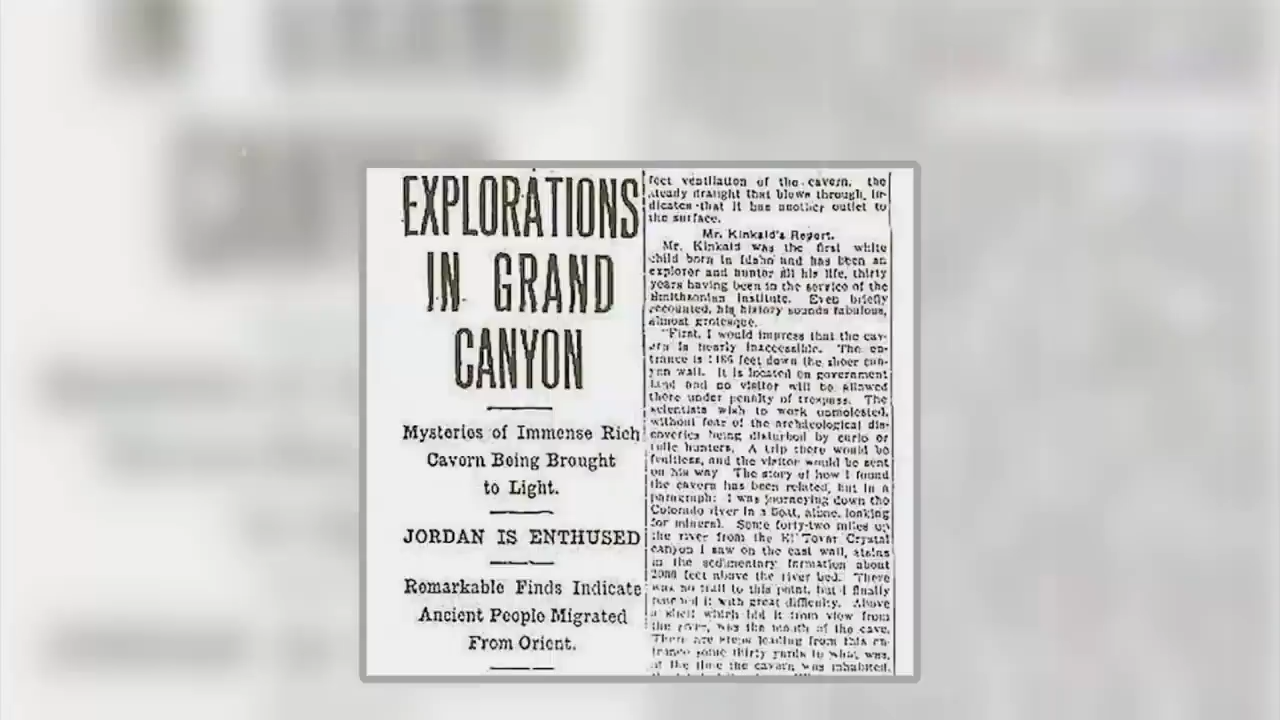 EXPLORATIONS
IN GRAND
CANYON
Mysteries of Immense Rich
Cavern Being Brought
to Light.
JORDAN IS ENTHUSED
Remarkable Finds Indicate
Ancient People Migrated
From Orient.
fect ventilation of the cavern, the
steady draught that blows through, in-
dicates that it has another outlet to
the surface.
Mr. Kinkaid's Report.
Mr. Kinkaid was the first white
child born in Idaho and has been an
explorer and hunter all his life, thirty
years having been in the service of the
Smithsonian Institute. Even briefly
recounted, his history sounds fabulous,
almost grotesque.
"First, I would impress that the cav-
ern is nearly inaccessible. The en-
trance is 1486 feet down the sheer can-
yon wall. It is located on government
land and no visitor will be allowed
there under penalty of trespass. The
scientists wish to work unmolested,
without fear of the archaeological dis-
coveries being disturbed by curio or
relic hunters. A trip there would be
fruitless, and the visitor would be sent
on his way. The story of how I found
the cavern has been related, but in a
paragraph: I was journeying down the
Colorado river in a boat, alone, looking
for mineral. Some forty-two miles up
the river from the El Tovar Crystal
canyon I saw on the east wall, stains
in the sedimentary formation about
2000 feet above the river bed. There
was no trail to this point, but I finally
reached it with great difficulty. Above
a shelf which hid it from view from
the river, was the mouth of the cave.
There are steps leading from this en-
trance some thirty yards to what was,
at the time the cavern was inhabited,